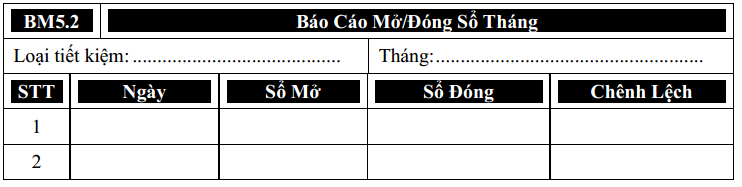 BM5.2 Báo Cáo Mở/Đóng Sổ Tháng
Loại tiết kiệm: .......................................... Tháng:......................................................
STT Ngày Sổ Mở Sổ Đóng Chênh Lệch
1
2